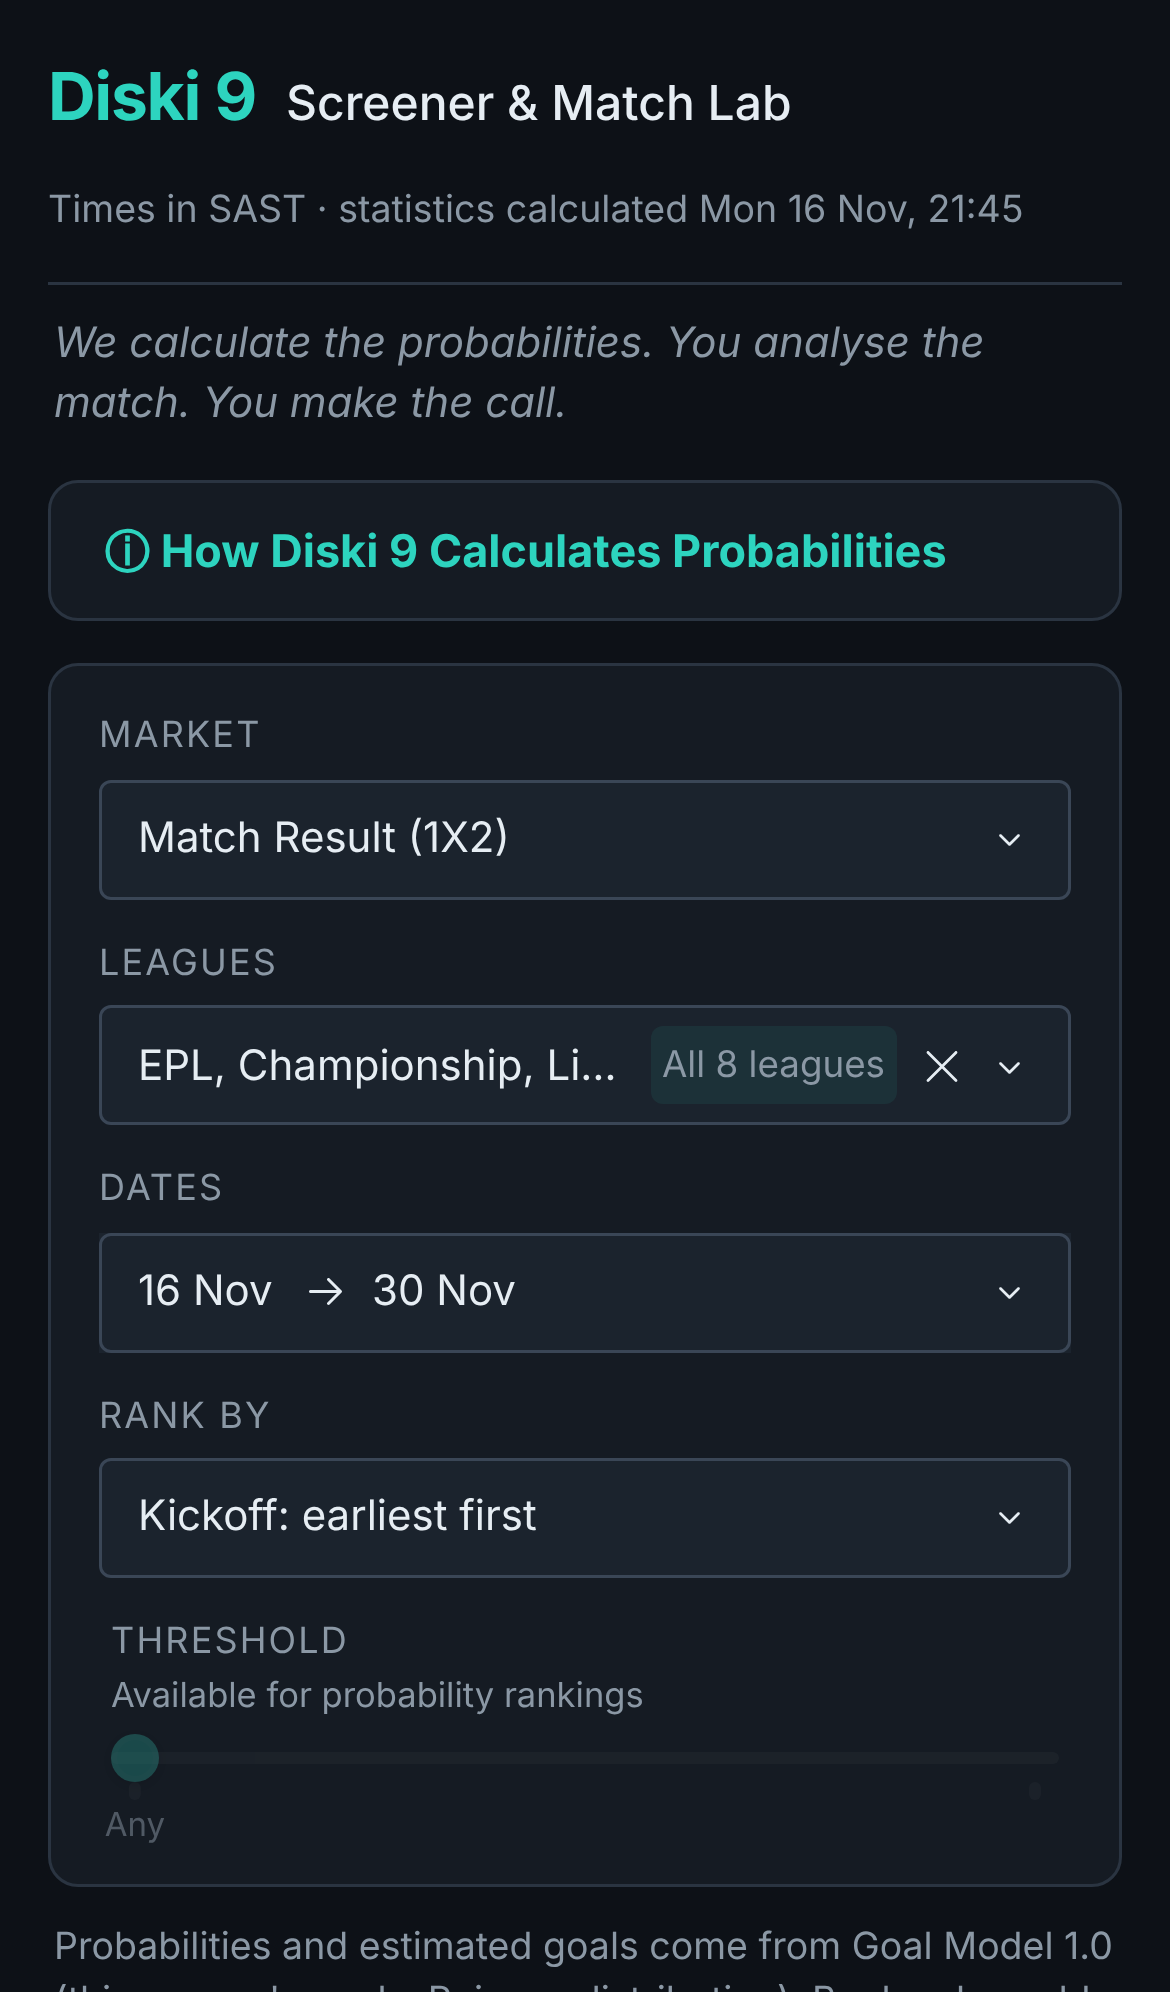 Diski 9 Screener & Match Lab
Times in SAST · statistics calculated Mon 16 Nov, 21:45
We calculate the probabilities. You analyse the
match. You make the call.
ⓘ How Diski 9 Calculates Probabilities
MARKET
Match Result (1X2)
LEAGUES
EPL, Championship, Li... All 8 leagues
DATES
16 Nov → 30 Nov
RANK BY
Kickoff: earliest first
THRESHOLD
Available for probability rankings
Any
Probabilities and estimated goals come from Goal Model 1.0